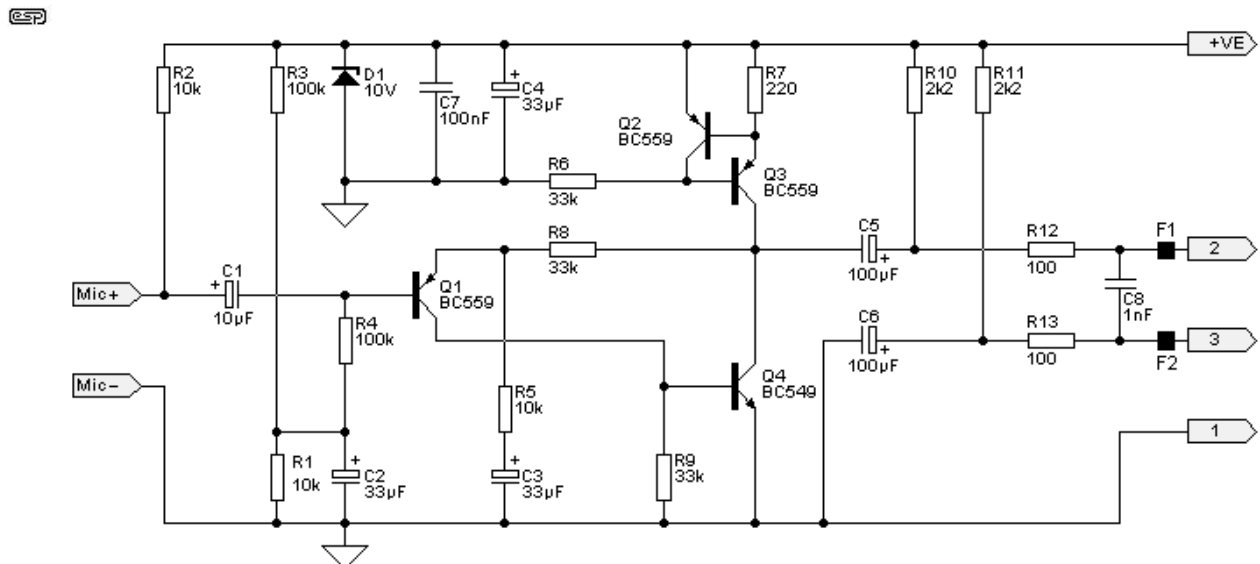 esp
+VE
R2
10k
R3
100k
D1
10V
C7
100nF
+
C4
33µF
Q2
BC559
R7
220
R10
2k2
R11
2k2
R6
33k
Q3
BC559
R8
33k
C5
+
100µF
R12
100
F1
2
Mic+
C1
+
10µF
Q1
BC559
R4
100k
C8
1nF
C6
+
100µF
R13
100
F2
3
Mic-
R5
10k
Q4
BC549
1
R1
10k
+
C2
33µF
+
C3
33µF
R9
33k